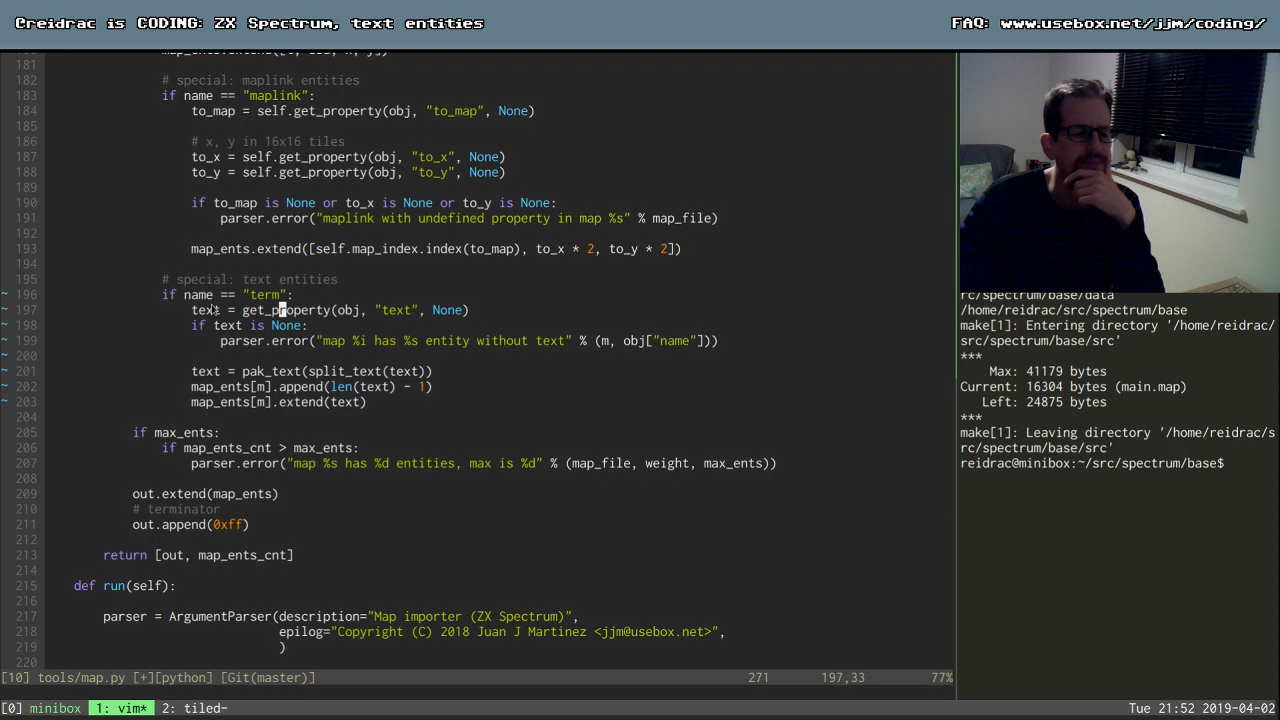 Creidrac is CODING: ZX Spectrum, text entities
FAQ: www.usebox.net/jjm/coding/
181
182 # special: maplink entities
183 if name == "maplink":
184 to_map = self.get_property(obj, "to_map", None)
185
186 # x, y in 16x16 tiles
187 to_x = self.get_property(obj, "to_x", None)
188 to_y = self.get_property(obj, "to_y", None)
189
190 if to_map is None or to_x is None or to_y is None:
191 parser.error("maplink with undefined property in map %s" % map_file)
192
193 map_ents.extend([self.map_index.index(to_map), to_x * 2, to_y * 2])
194
195 # special: text entities
~ 196 if name == "term":
~ 197 text = get_property(obj, "text", None)
~ 198 if text is None:
~ 199 parser.error("map %i has %s entity without text" % (m, obj["name"]))
~ 200
~ 201 text = pak_text(split_text(text))
~ 202 map_ents[m].append(len(text) - 1)
~ 203 map_ents[m].extend(text)
204
205 if max_ents:
206 if map_ents_cnt > max_ents:
207 parser.error("map %s has %d entities, max is %d" % (map_file, weight, max_ents))
208
209 out.extend(map_ents)
210 # terminator
211 out.append(0xff)
212
213 return [out, map_ents_cnt]
214
215 def run(self):
216
217 parser = ArgumentParser(description="Map importer (ZX Spectrum)",
218 epilog="Copyright (C) 2018 Juan J Martinez <jjm@usebox.net>",
219 )
220
[10] tools/map.py [+][python] [Git(master)] 271 197,33 77%
rc/spectrum/base/data
/home/reidrac/src/spectrum/base
make[1]: Entering directory '/home/reidrac/
src/spectrum/base/src'
***
Max: 41179 bytes
Current: 16304 bytes (main.map)
Left: 24875 bytes
***
make[1]: Leaving directory '/home/reidrac/s
rc/spectrum/base/src'
reidrac@minibox:~/src/spectrum/base$
[0] minibox 1: vim* 2: tiled- Tue 21:52 2019-04-02